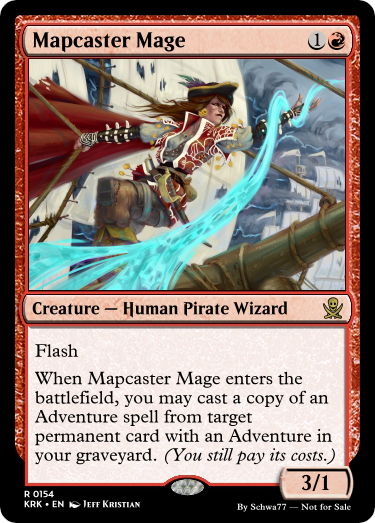 Mapcaster Mage 1
Creature — Human Pirate Wizard
Flash
When Mapcaster Mage enters the
battlefield, you may cast a copy of an
Adventure spell from target
permanent card with an Adventure in
your graveyard. (You still pay its costs.)
3/1
R 0154
KRK • EN Jeff Kristian
By Schwa77 — Not for Sale